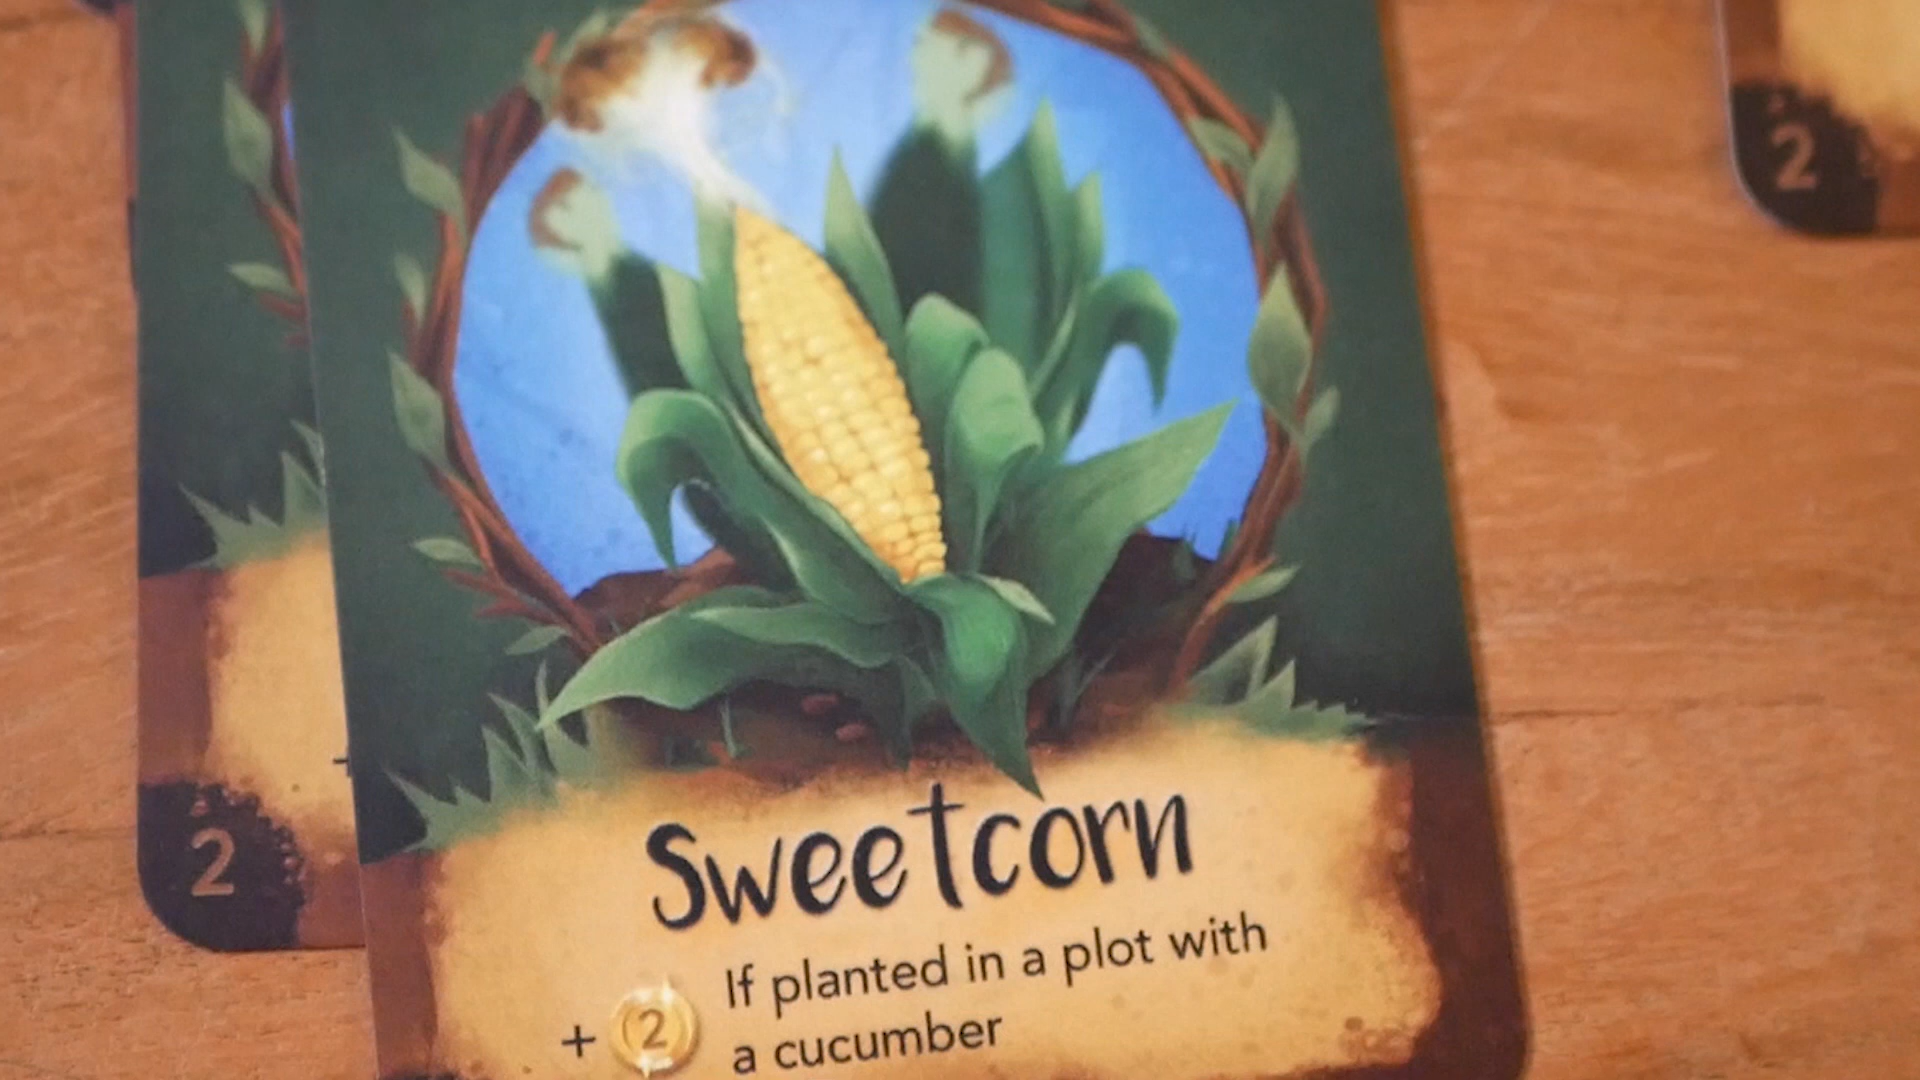 2
Sweetcorn
If planted in a plot with
+ 2
a cucumber
2
+